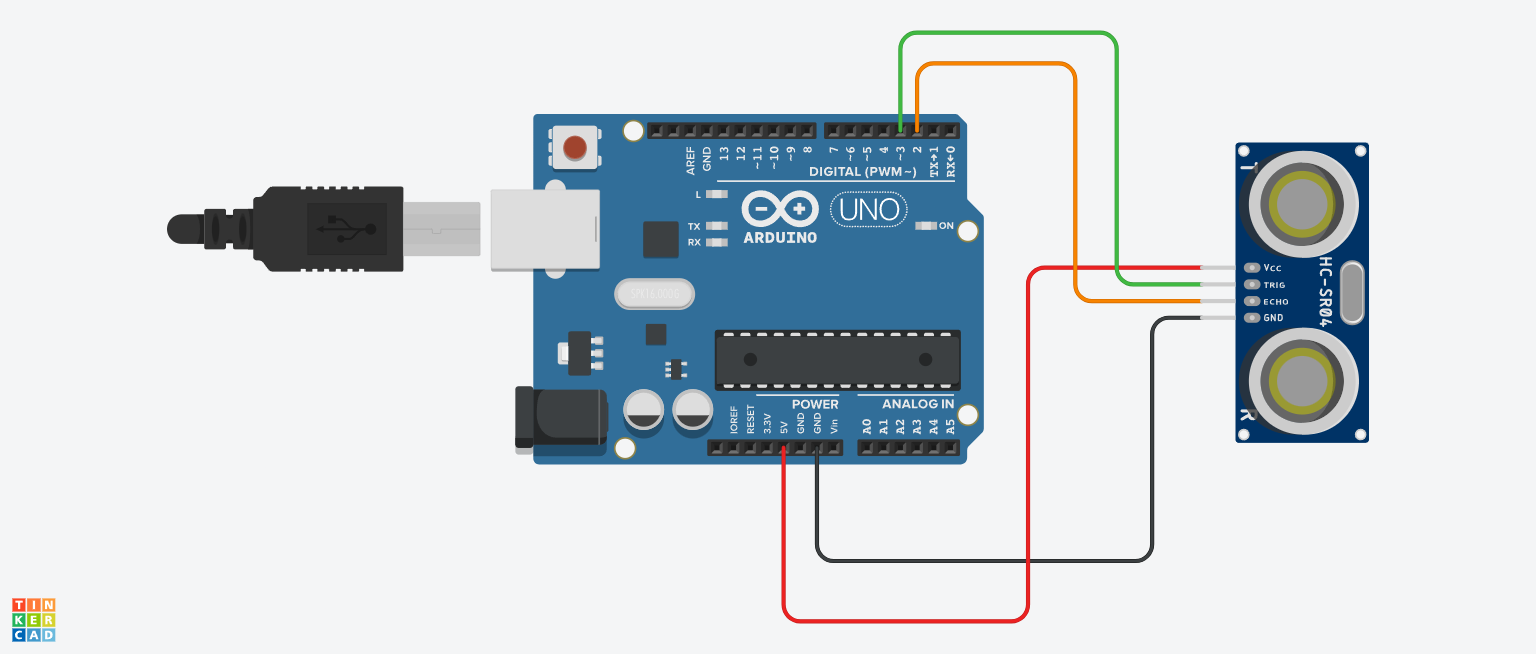 AREF
GND
13
12
~11
~10
~9
8
7
~6
~5
4
~3
2
TX→1
RX←0
DIGITAL (PWM~)
L
TX
RX
ARDUINO
UNO
ON
POWER
ANALOG IN
IOREF
RESET
3.3V
5V
GND
GND
Vin
A0
A1
A2
A3
A4
A5
T
VCC
TRIG
ECHO
GND
HC-SR04
R
TIN
KER
CAD